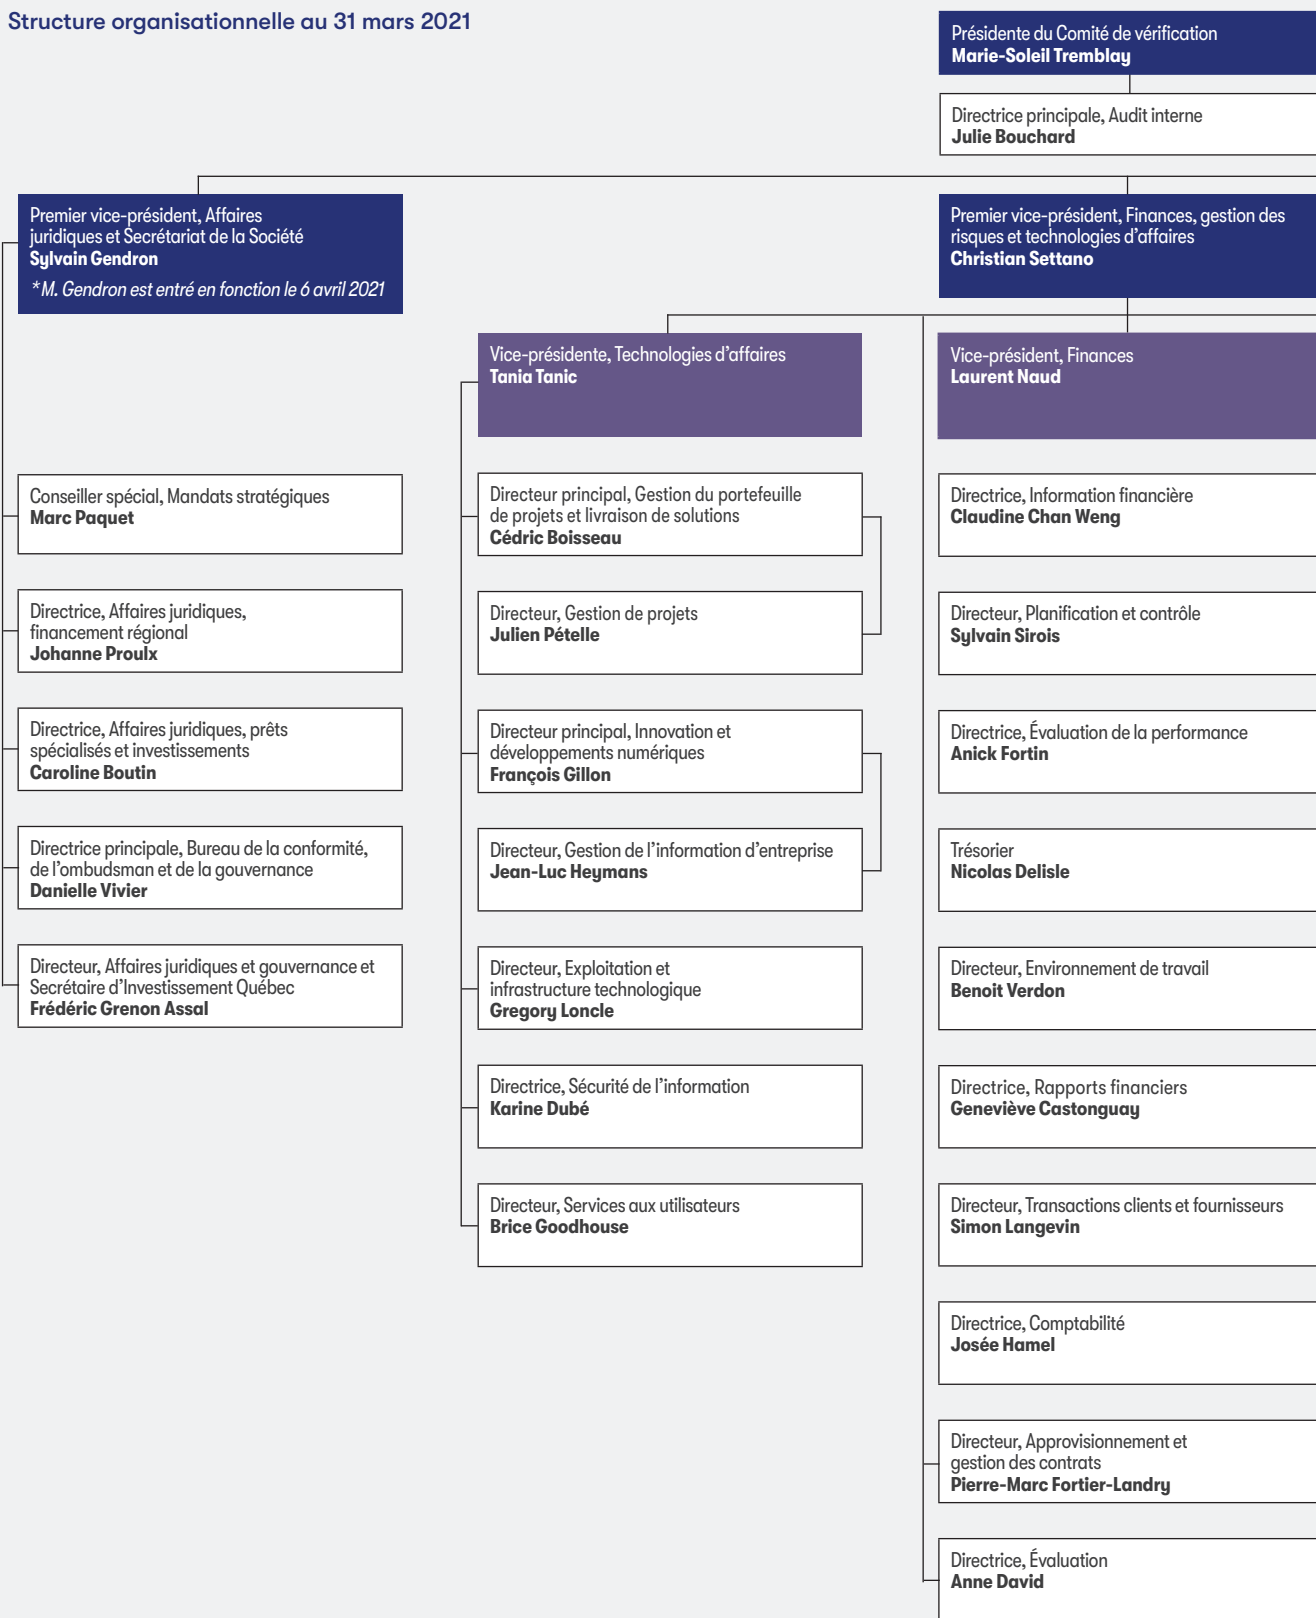 Structure organisationnelle au 31 mars 2021
Présidente du Comité de vérification
Marie-Soleil Tremblay
Directrice principale, Audit interne
Julie Bouchard
Premier vice-président, Affaires
juridiques et Secrétariat de la Société
Sylvain Gendron
*M. Gendron est entré en fonction le 6 avril 2021
Premier vice-président, Finances, gestion des
risques et technologies d'affaires
Christian Settano
Vice-présidente, Technologies d'affaires
Tania Tanic
Vice-président, Finances
Laurent Naud
Conseiller spécial, Mandats stratégiques
Marc Paquet
Directrice, Affaires juridiques,
financement régional
Johanne Proulx
Directrice, Affaires juridiques, prêts
spécialisés et investissements
Caroline Boutin
Directrice principale, Bureau de la conformité,
de l'ombudsman et de la gouvernance
Danielle Vivier
Directeur, Affaires juridiques et gouvernance et
Secrétaire d'Investissement Québec
Frédéric Grenon Assal
Directeur principal, Gestion du portefeuille
de projets et livraison de solutions
Cédric Boisseau
Directeur, Gestion de projets
Julien Pételle
Directeur principal, Innovation et
développements numériques
François Gillon
Directeur, Gestion de l'information d'entreprise
Jean-Luc Heymans
Directeur, Exploitation et
infrastructure technologique
Gregory Loncle
Directrice, Sécurité de l'information
Karine Dubé
Directeur, Services aux utilisateurs
Brice Goodhouse
Directrice, Information financière
Claudine Chan Weng
Directeur, Planification et contrôle
Sylvain Sirois
Directrice, Évaluation de la performance
Anick Fortin
Trésorier
Nicolas Delisle
Directeur, Environnement de travail
Benoit Verdon
Directrice, Rapports financiers
Geneviève Castonguay
Directeur, Transactions clients et fournisseurs
Simon Langevin
Directrice, Comptabilité
Josée Hamel
Directeur, Approvisionnement et
gestion des contrats
Pierre-Marc Fortier-Landry
Directrice, Évaluation
Anne David